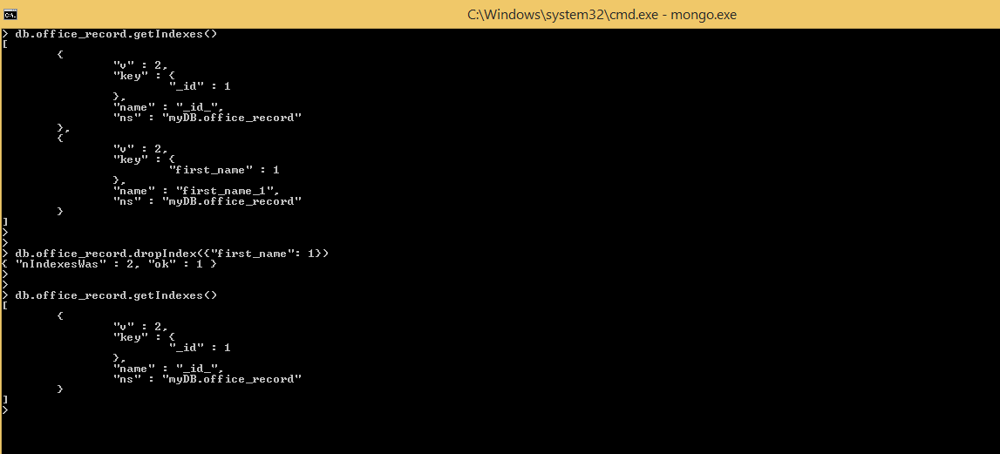 C:\Windows\system32\cmd.exe - mongo.exe
> db.office_record.getIndexes()
[
        {
                "v" : 2,
                "key" : {
                        "_id" : 1
                },
                "name" : "_id_",
                "ns" : "myDB.office_record"
        },
        {
                "v" : 2,
                "key" : {
                        "first_name" : 1
                },
                "name" : "first_name_1",
                "ns" : "myDB.office_record"
        }
]
>
>
> db.office_record.dropIndex({"first_name": 1})
{ "nIndexesWas" : 2, "ok" : 1 }
>
>
> db.office_record.getIndexes()
[
        {
                "v" : 2,
                "key" : {
                        "_id" : 1
                },
                "name" : "_id_",
                "ns" : "myDB.office_record"
        }
]
>